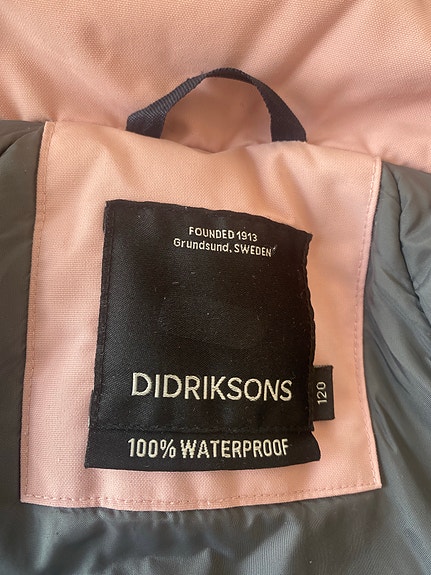 FOUNDED 1913
Grundsund, SWEDEN
DIDRIKSONS
120
100% WATERPROOF